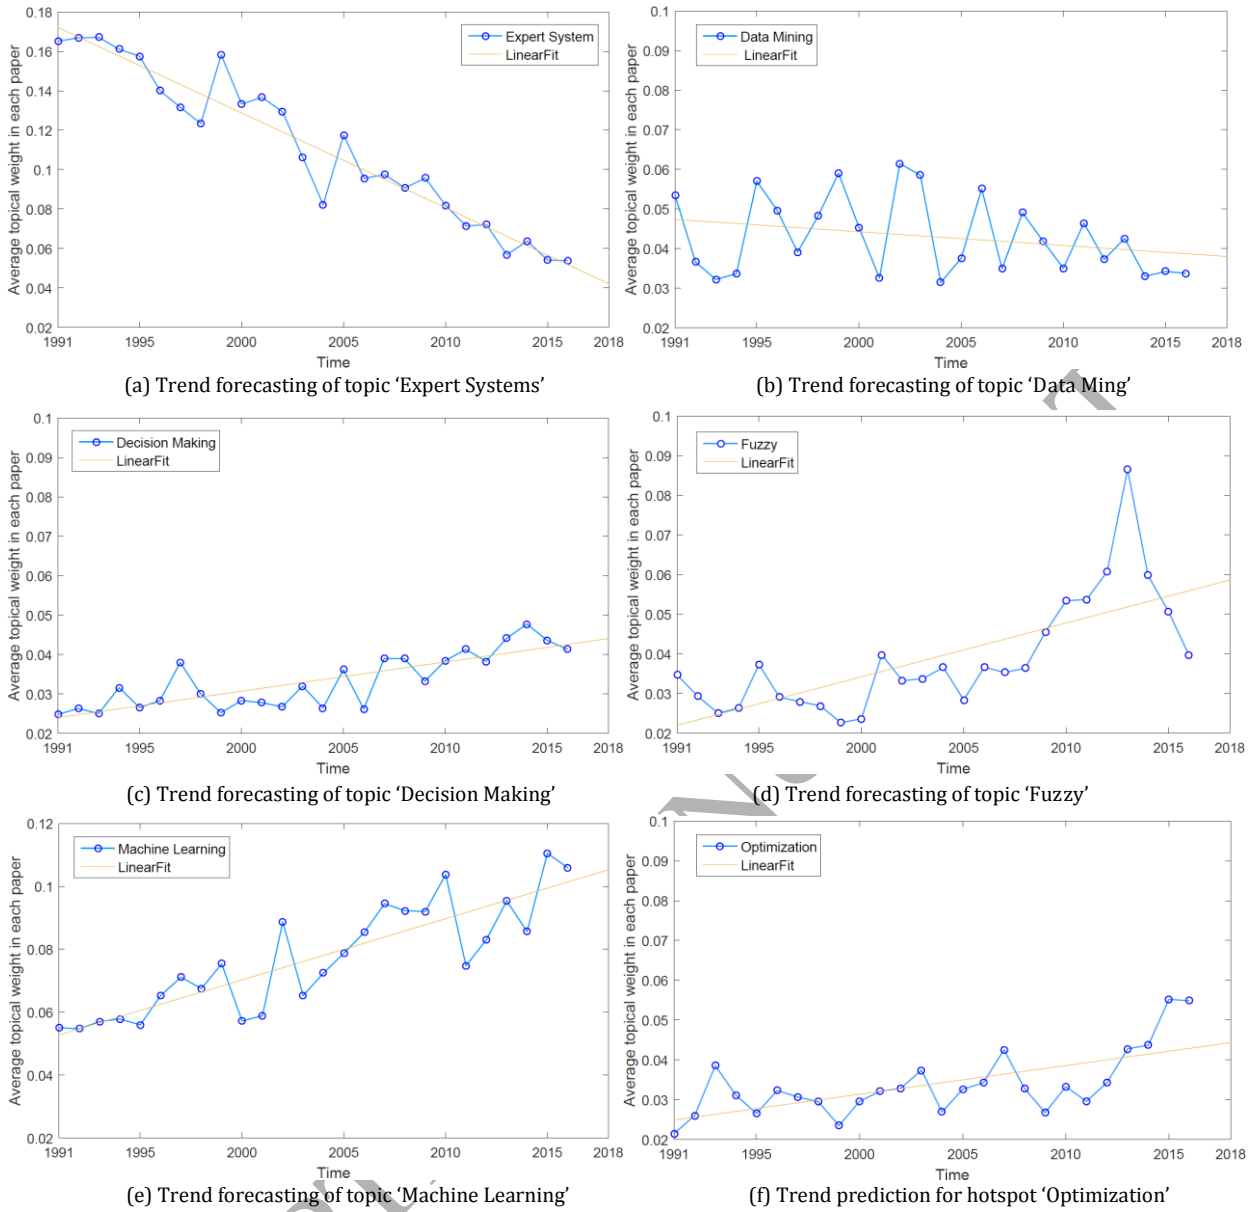 0.18
0.16
0.14
0.12
0.1
0.08
0.06
0.04
0.02
Average topical weight in each paper
Expert System
LinearFit
1991 1995 2000 2005 2010 2015 2018
Time
(a) Trend forecasting of topic ‘Expert Systems’
0.1
0.09
0.08
0.07
0.06
0.05
0.04
0.03
0.02
Average topical weight in each paper
Data Mining
LinearFit
1991 1995 2000 2005 2010 2015 2018
Time
(b) Trend forecasting of topic ‘Data Ming’
0.1
0.09
0.08
0.07
0.06
0.05
0.04
0.03
0.02
Average topical weight in each paper
Decision Making
LinearFit
1991 1995 2000 2005 2010 2015 2018
Time
(c) Trend forecasting of topic ‘Decision Making’
0.1
0.09
0.08
0.07
0.06
0.05
0.04
0.03
0.02
Average topical weight in each paper
Fuzzy
LinearFit
1991 1995 2000 2005 2010 2015 2018
Time
(d) Trend forecasting of topic ‘Fuzzy’
0.12
0.1
0.08
0.06
0.04
0.02
Average topical weight in each paper
Machine Learning
LinearFit
1991 1995 2000 2005 2010 2015 2018
Time
(e) Trend forecasting of topic ‘Machine Learning’
0.1
0.09
0.08
0.07
0.06
0.05
0.04
0.03
0.02
Average topical weight in each paper
Optimization
LinearFit
1991 1995 2000 2005 2010 2015 2018
Time
(f) Trend prediction for hotspot ‘Optimization’